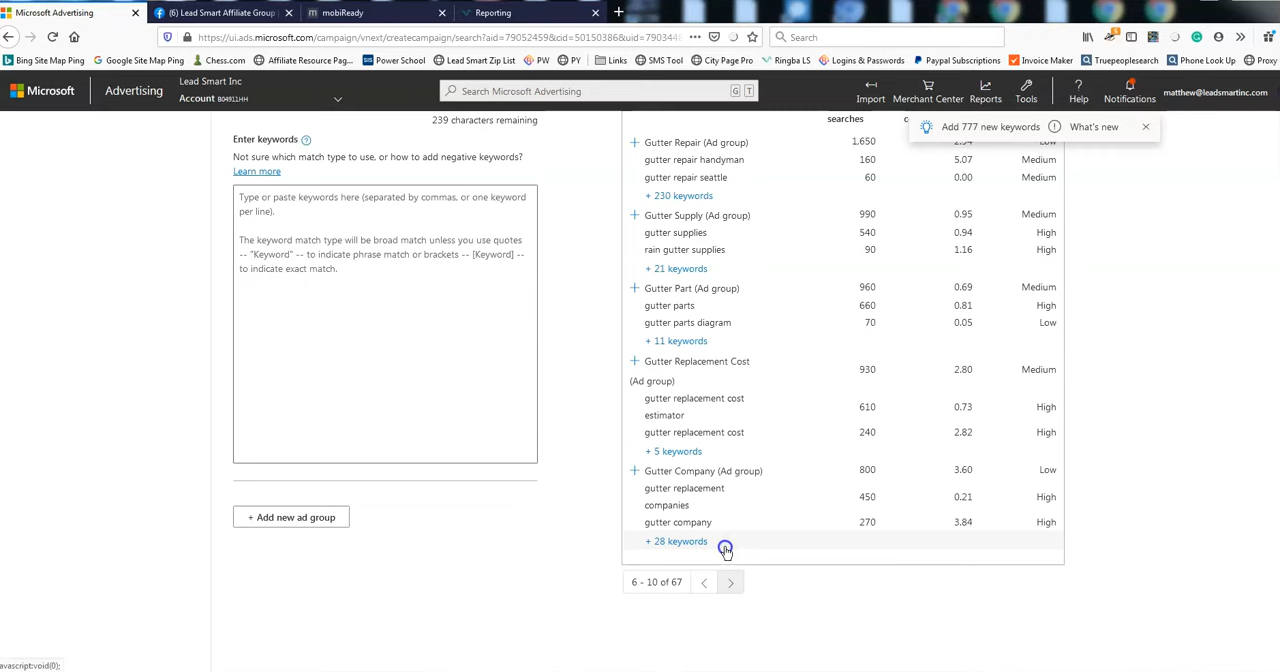 Microsoft Advertising
(6) Lead Smart Affiliate Group
mobiReady
Reporting
https://ui.ads.microsoft.com/campaign/vnext/createcampaign/search?aid=79052459&cid=50150386&uid=7903448
Search
Bing Site Map Ping
Google Site Map Ping
Chess.com
Affiliate Resource Pag...
Power School
Lead Smart Zip List
PW
PY
Links
SMS Tool
City Page Pro
Ringba LS
Logins & Passwords
Paypal Subscriptions
Invoice Maker
Truepeoplesearch
Phone Look Up
Proxy
Microsoft
Advertising
Lead Smart Inc
Account B04911HH
Search Microsoft Advertising
G T
Import
Merchant Center
Reports
Tools
Help
Notifications
matthew@leadsmartinc.com
Add 777 new keywords
What's new
239 characters remaining
Enter keywords
Not sure which match type to use, or how to add negative keywords?
Learn more
Type or paste keywords here (separated by commas, or one keyword
per line).
The keyword match type will be broad match unless you use quotes
-- "Keyword" -- to indicate phrase match or brackets -- [Keyword] --
to indicate exact match.
+ Add new ad group
searches
Gutter Repair (Ad group) 1,650 2.94 Low
gutter repair handyman 160 5.07 Medium
gutter repair seattle 60 0.00 Medium
+ 230 keywords
Gutter Supply (Ad group) 990 0.95 Medium
gutter supplies 540 0.94 High
rain gutter supplies 90 1.16 High
+ 21 keywords
Gutter Part (Ad group) 960 0.69 Medium
gutter parts 660 0.81 High
gutter parts diagram 70 0.05 Low
+ 11 keywords
Gutter Replacement Cost
(Ad group) 930 2.80 Medium
gutter replacement cost
estimator 610 0.73 High
gutter replacement cost 240 2.82 High
+ 5 keywords
Gutter Company (Ad group) 800 3.60 Low
gutter replacement
companies 450 0.21 High
gutter company 270 3.84 High
+ 28 keywords
6 - 10 of 67
avascript:void(0);